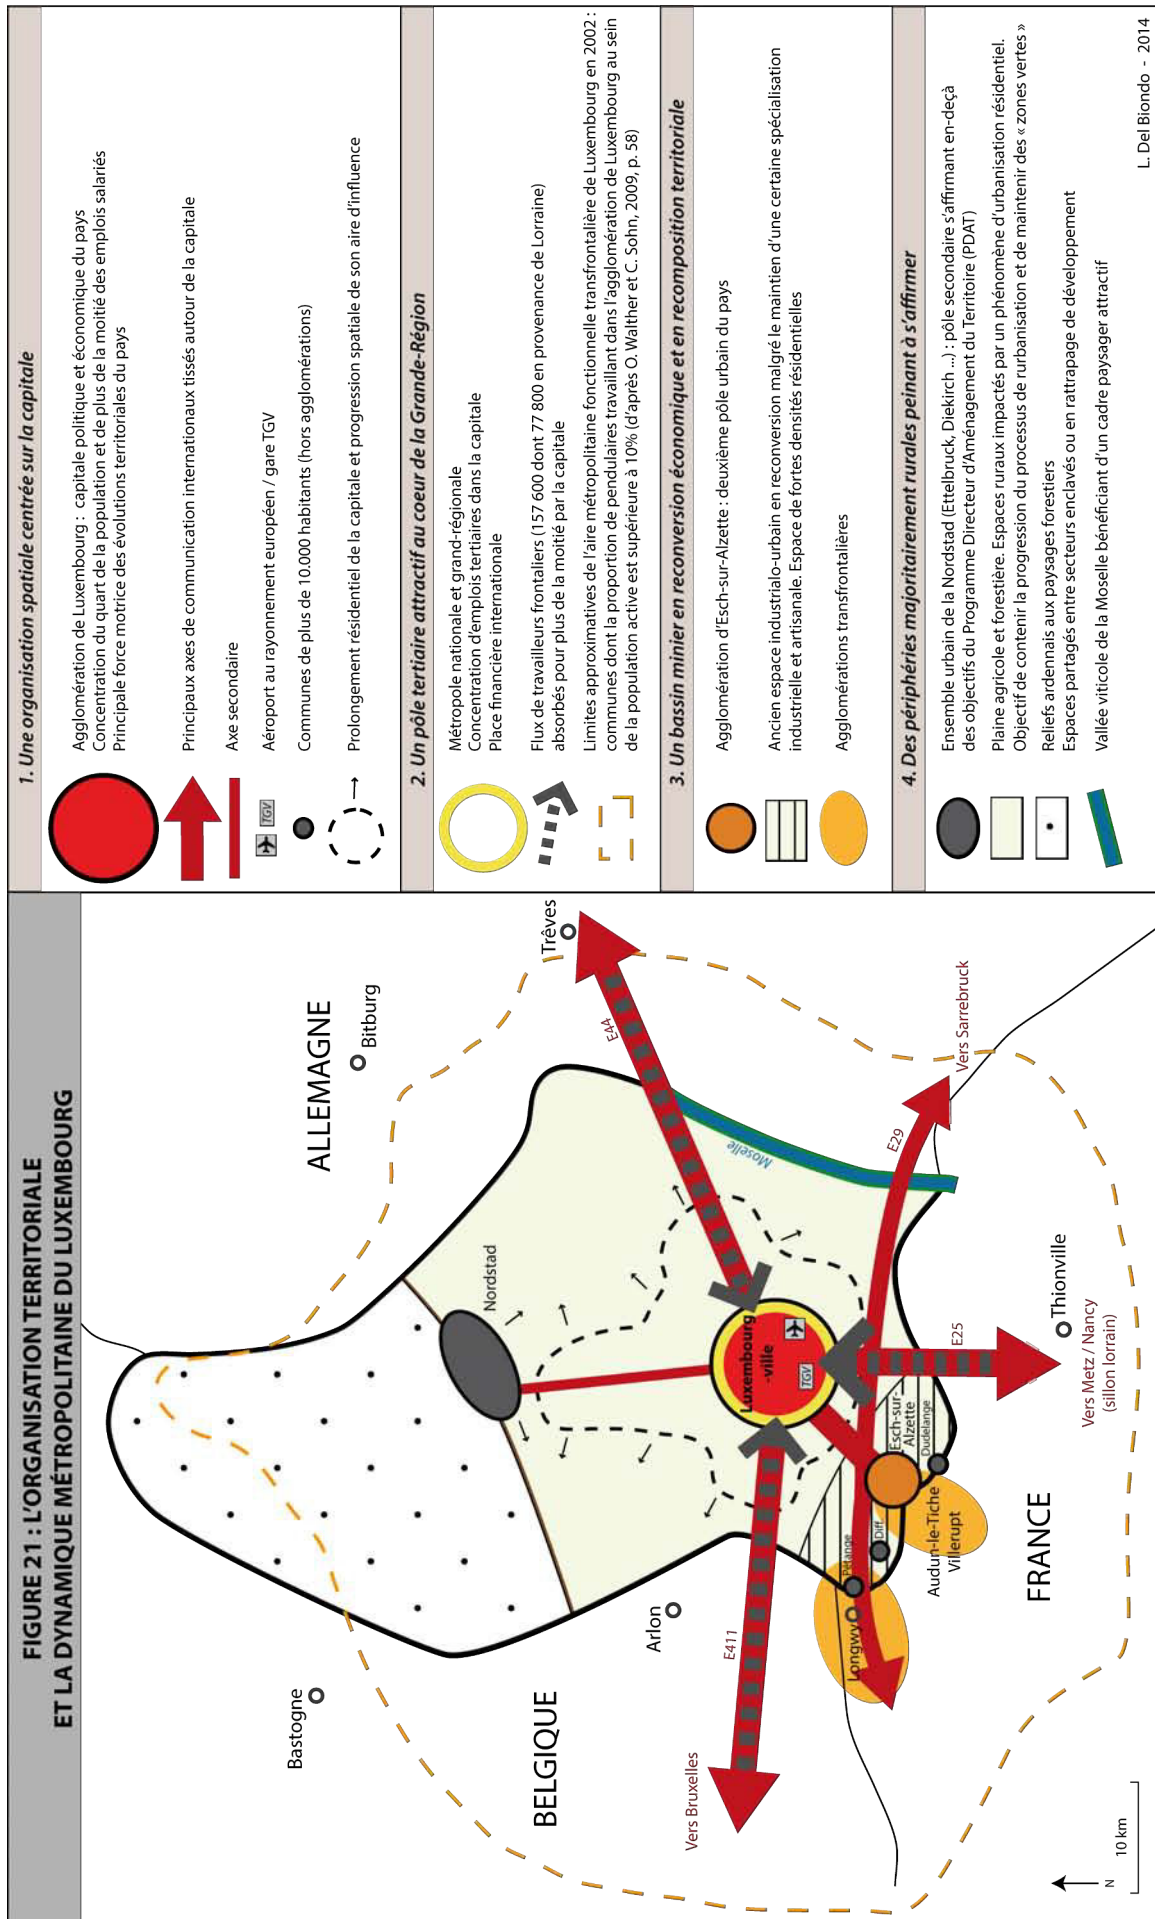 FIGURE 21 : L'ORGANISATION TERRITORIALE
ET LA DYNAMIQUE MÉTROPOLITAINE DU LUXEMBOURG
ALLEMAGNE
Bitburg
Trêves
Bastogne
Nordstad
E44
BELGIQUE
Arlon
Moselle
Luxembourg
-ville
TGV
E411
Vers Bruxelles
E29
Vers Sarrebruck
Pétange
Longwy
Diff.
Esch-sur-
Alzette
Dudelange
E25
Audun-le-Tiche
Villerupt
Thionville
Vers Metz / Nancy
(sillon lorrain)
FRANCE
N
10 km
1. Une organisation spatiale centrée sur la capitale
Agglomération de Luxembourg : capitale politique et économique du pays
Concentration du quart de la population et de plus de la moitié des emplois salariés
Principale force motrice des évolutions territoriales du pays
Principaux axes de communication internationaux tissés autour de la capitale
Axe secondaire
TGV
Aéroport au rayonnement européen / gare TGV
Communes de plus de 10.000 habitants (hors agglomérations)
Prolongement résidentiel de la capitale et progression spatiale de son aire d'influence
2. Un pôle tertiaire attractif au coeur de la Grande-Région
Métropole nationale et grand-régionale
Concentration d'emplois tertiaires dans la capitale
Place financière internationale
Flux de travailleurs frontaliers (157 600 dont 77 800 en provenance de Lorraine)
absorbés pour plus de la moitié par la capitale
Limites approximatives de l'aire métropolitaine fonctionnelle transfrontalière de Luxembourg en 2002 :
communes dont la proportion de pendulaires travaillant dans l'agglomération de Luxembourg au sein
de la population active est supérieure à 10% (d'après O. Walther et C. Sohn, 2009, p. 58)
3. Un bassin minier en reconversion économique et en recomposition territoriale
Agglomération d'Esch-sur-Alzette : deuxième pôle urbain du pays
Ancien espace industrialo-urbain en reconversion malgré le maintien d'une certaine spécialisation
industrielle et artisanale. Espace de fortes densités résidentielles
Agglomérations transfrontalières
4. Des périphéries majoritairement rurales peinant à s'affirmer
Ensemble urbain de la Nordstad (Ettelbruck, Diekirch ...) : pôle secondaire s'affirmant en-deçà
des objectifs du Programme Directeur d'Aménagement du Territoire (PDAT)
Plaine agricole et forestière. Espaces ruraux impactés par un phénomène d'urbanisation résidentiel.
Objectif de contenir la progression du processus de rurbanisation et de maintenir des « zones vertes »
Reliefs ardennais aux paysages forestiers
Espaces partagés entre secteurs enclavés ou en rattrapage de développement
Vallée viticole de la Moselle bénéficiant d'un cadre paysager attractif
L. Del Biondo - 2014